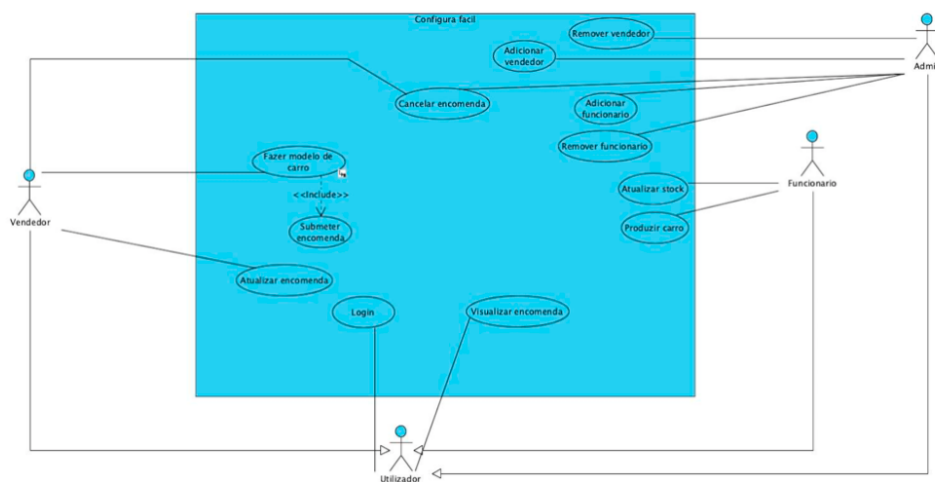 Configura facil
Remover vendedor
Adicionar
vendedor
Admi
Cancelar encomenda
Adicionar
funcionario
Remover funcionario
Fazer modelo de
carro
<<Include>>
Atualizar stock
Funcionario
Vendedor
Submeter
encomenda
Produzir carro
Atualizar encomenda
Login
Visualizar encomenda
Utilizador